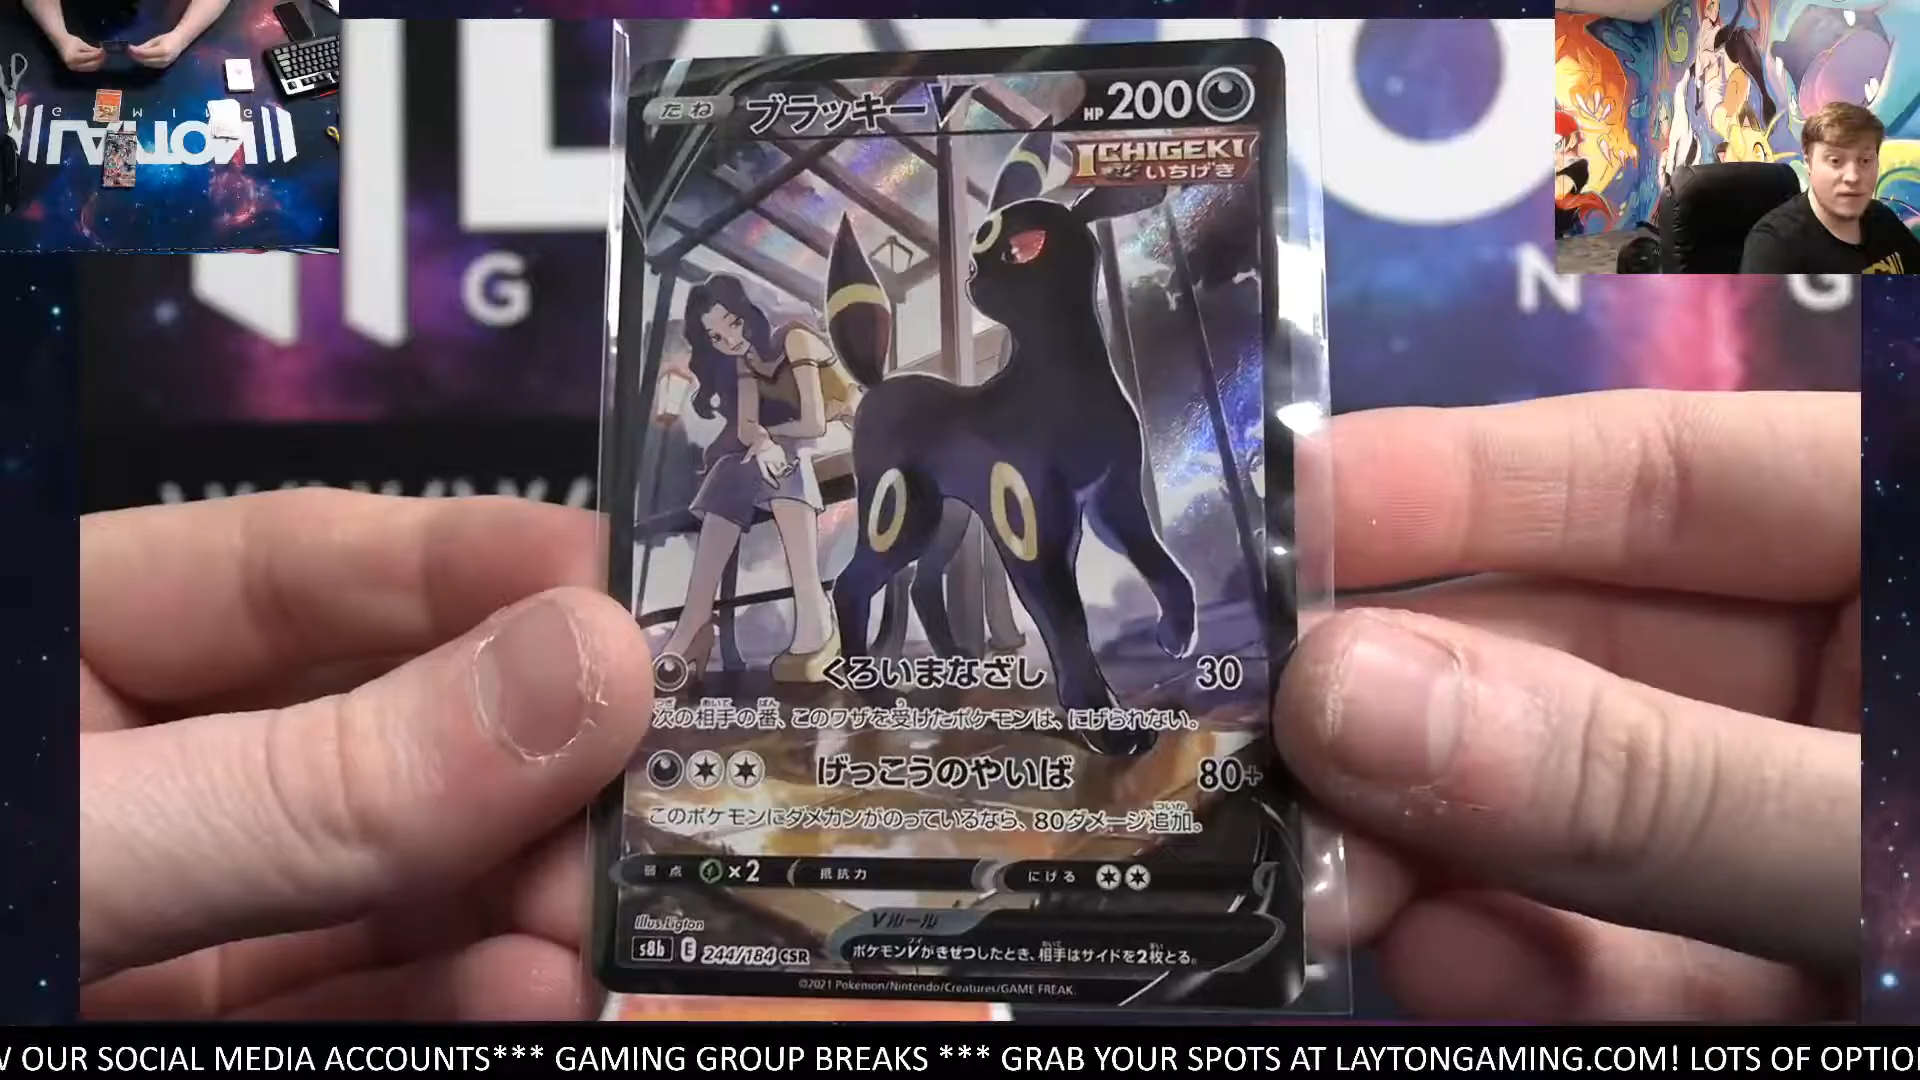 たね ブラッキーV HP 200
ICHIGEKI
いちげき
G
N G
くろいまなざし 30
次の相手の番、このワザを受けたポケモンは、にげられない。
げっこうのやいば 80+
このポケモンにダメカンがのっているなら、80ダメージ追加。
弱点 ×2 抵抗力 にげる
Illus. Ligton
Vルール
s8b E 244/184 CSR
ポケモンVがきぜつしたとき、相手はサイドを2枚とる。
©2021 Pokémon/Nintendo/Creatures/GAME FREAK.
W OUR SOCIAL MEDIA ACCOUNTS*** GAMING GROUP BREAKS *** GRAB YOUR SPOTS AT LAYTONGAMING.COM! LOTS OF OPTIO